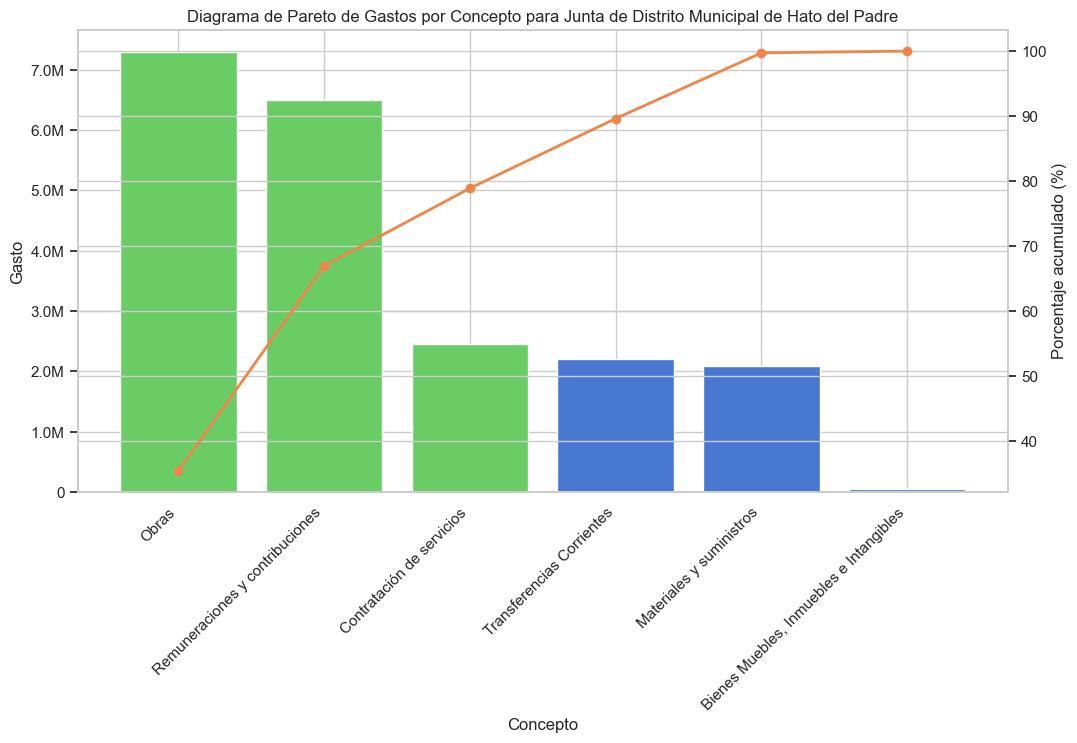 Diagrama de Pareto de Gastos por Concepto para Junta de Distrito Municipal de Hato del Padre
Gasto
7.0M
6.0M
5.0M
4.0M
3.0M
2.0M
1.0M
0
100
90
80
70
60
50
40
Porcentaje acumulado (%)
Obras
Remuneraciones y contribuciones
Contratación de servicios
Transferencias Corrientes
Materiales y suministros
Bienes Muebles, Inmuebles e Intangibles
Concepto